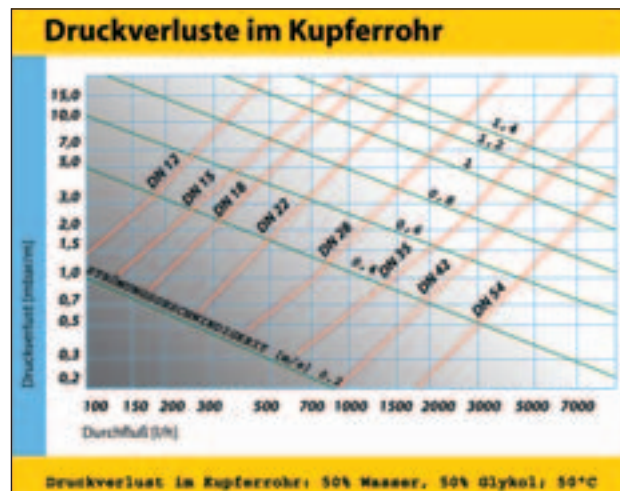 Druckverluste im Kupferrohr
Druckverlust [mbar/m]
15.0
10.0
7,0
5.0
3.0
2.0
1.5
1.0
0.7
0.5
0.3
0.2
DN 12
DN 15
DN 18
DN 22
DN 28
DN 35
DN 42
DN 54
1,4
1,2
1
0,8
0,6
0,4
STRÖMUNGSGESCHWINDIGKEIT [m/s] 0,2
100 150 200 300 500 700 1000 1500 2000 3000 5000 7000
Durchfluß [l/h]
Druckverlust im Kupferrohr: 50% Wasser, 50% Glykol; 50°C